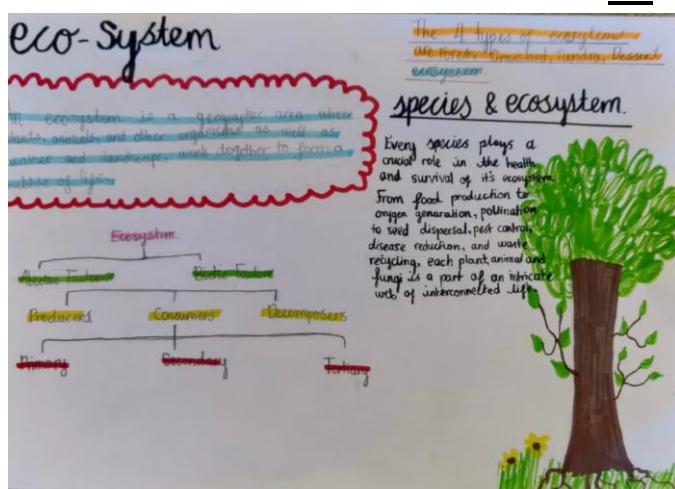 eco-System
n ecosystem is a geographic area where
lants, animals, and other organisms as well as
eather and landscape, work together to form a
ubble of life.
Ecosystem
Abiotic Factors Biotic Factors
Producers Consumers Decomposers
Primary Secondary Tertiary
The 4 types of ecosystems
are Forest, Grassland, Tundra, Dessert
ecosystem.
species & ecosystem.
Every species plays a
crucial role in the health
and survival of it's ecosystem
From food production to
oxygen genaration, pollination
to seed dispersal, pest control,
disease reduction, and waste
recycling, each plant, animal and
fungi is a part of an intricate
web of interconnected life.